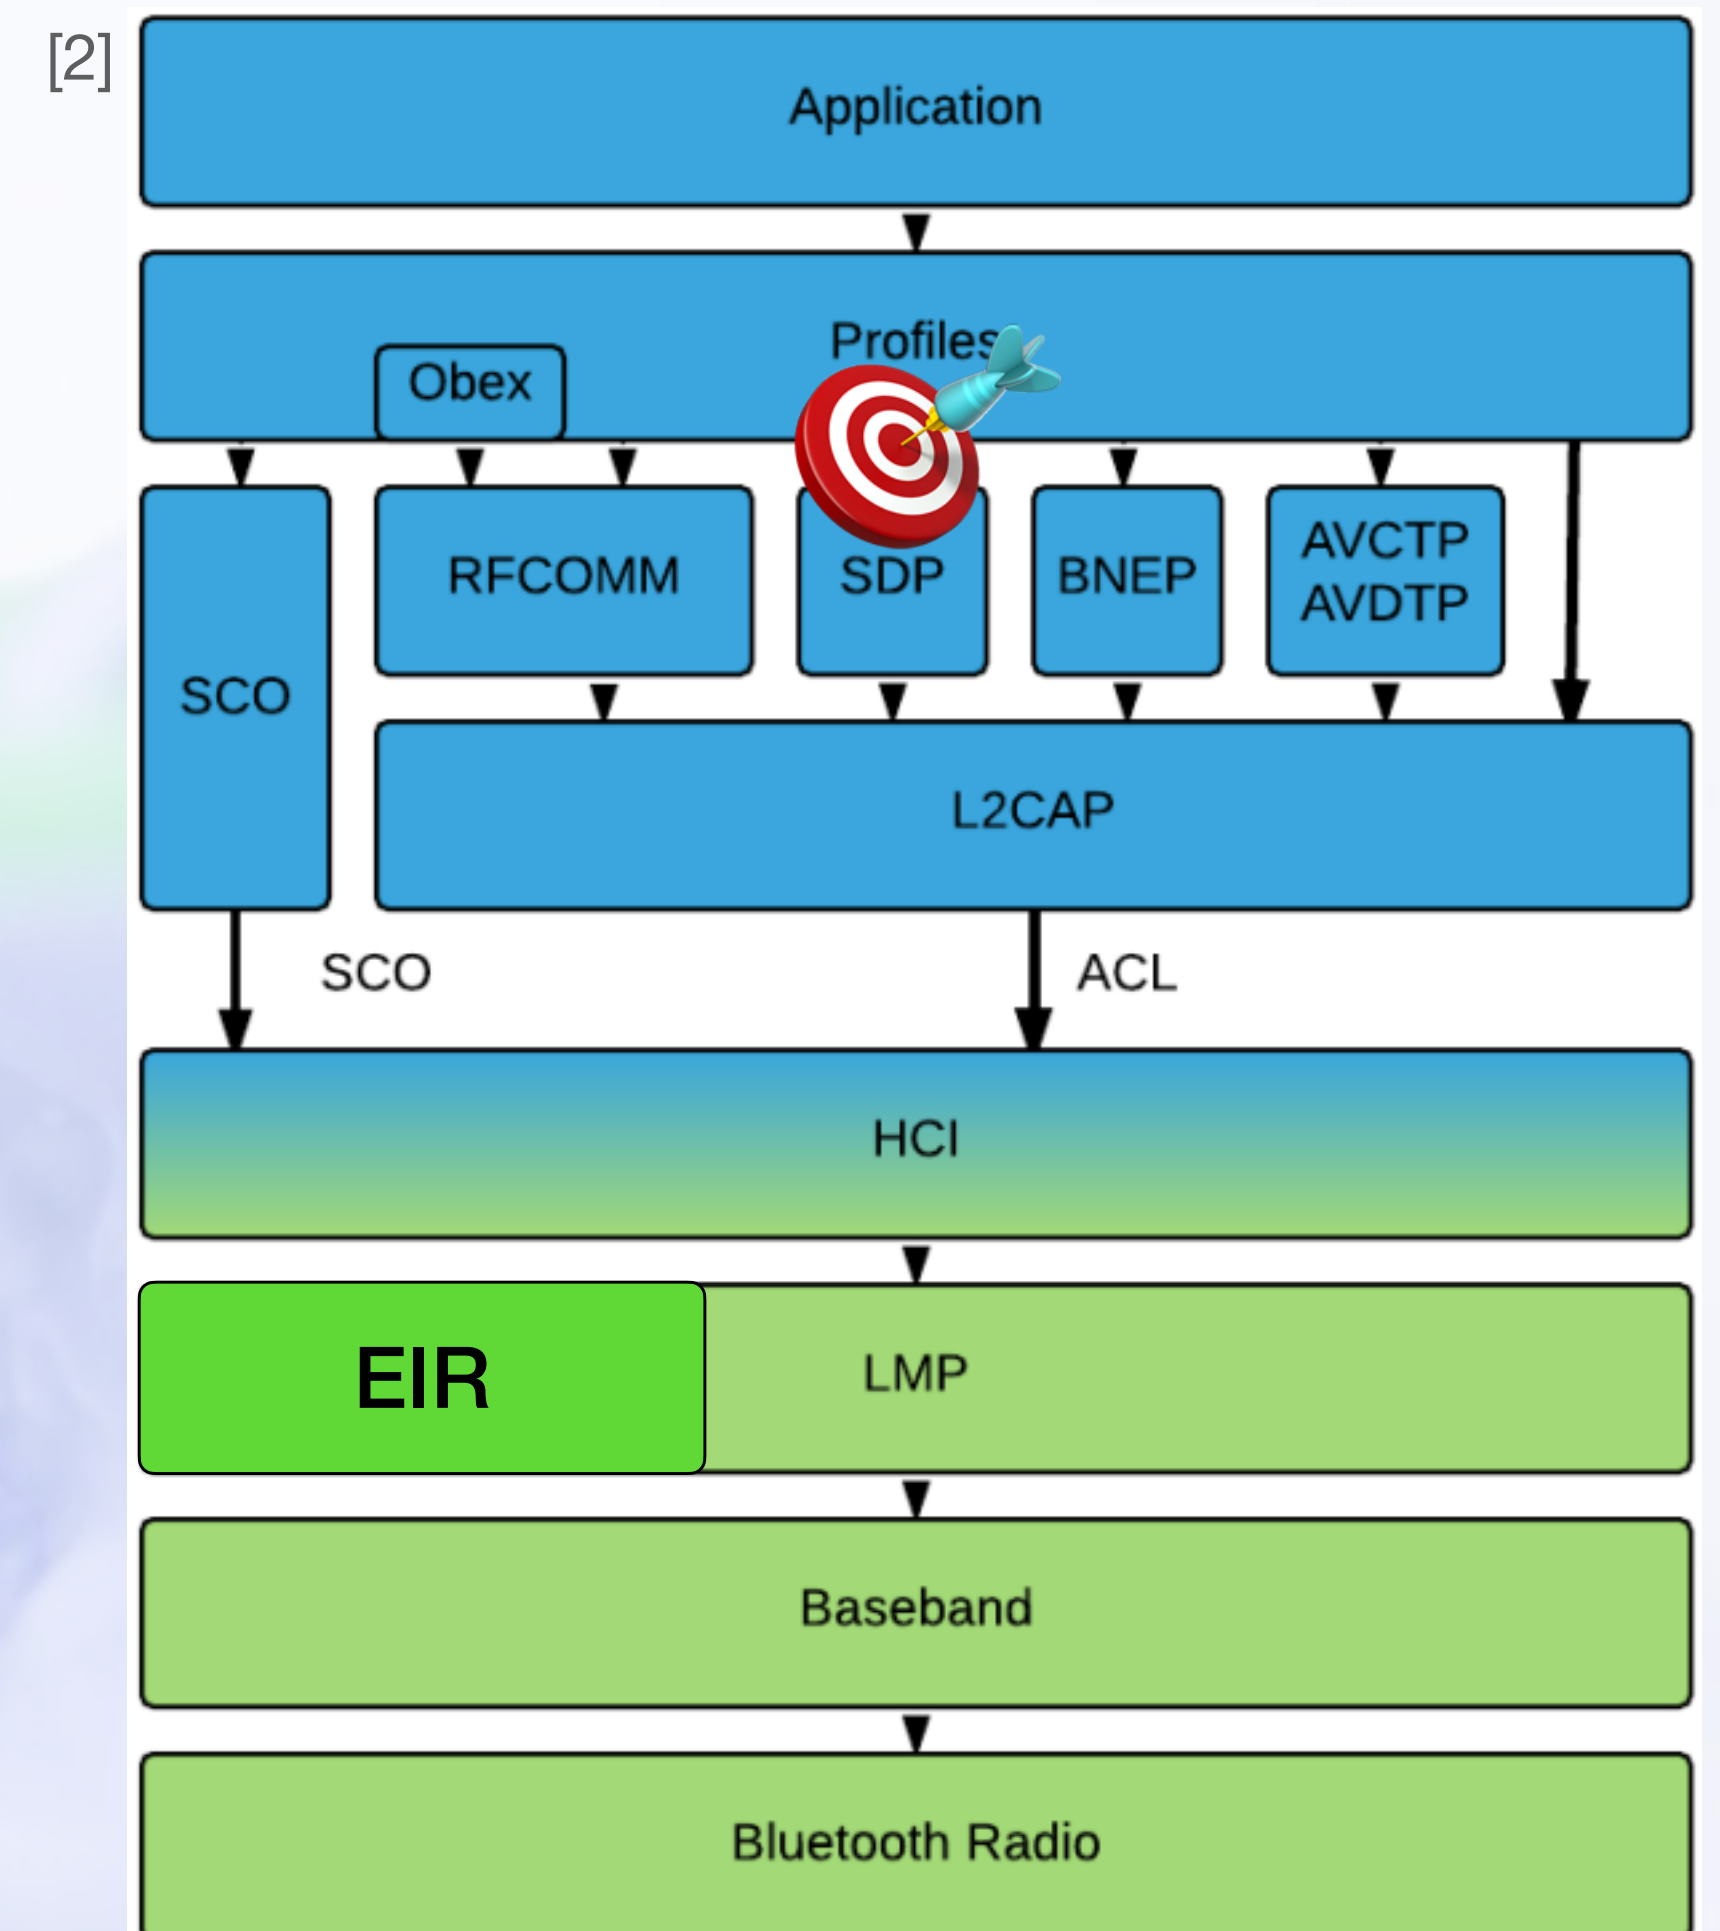 [2]
Application
Profiles
Obex
RFCOMM
SDP
BNEP
AVCTP
AVDTP
SCO
L2CAP
SCO
ACL
HCI
EIR
LMP
Baseband
Bluetooth Radio